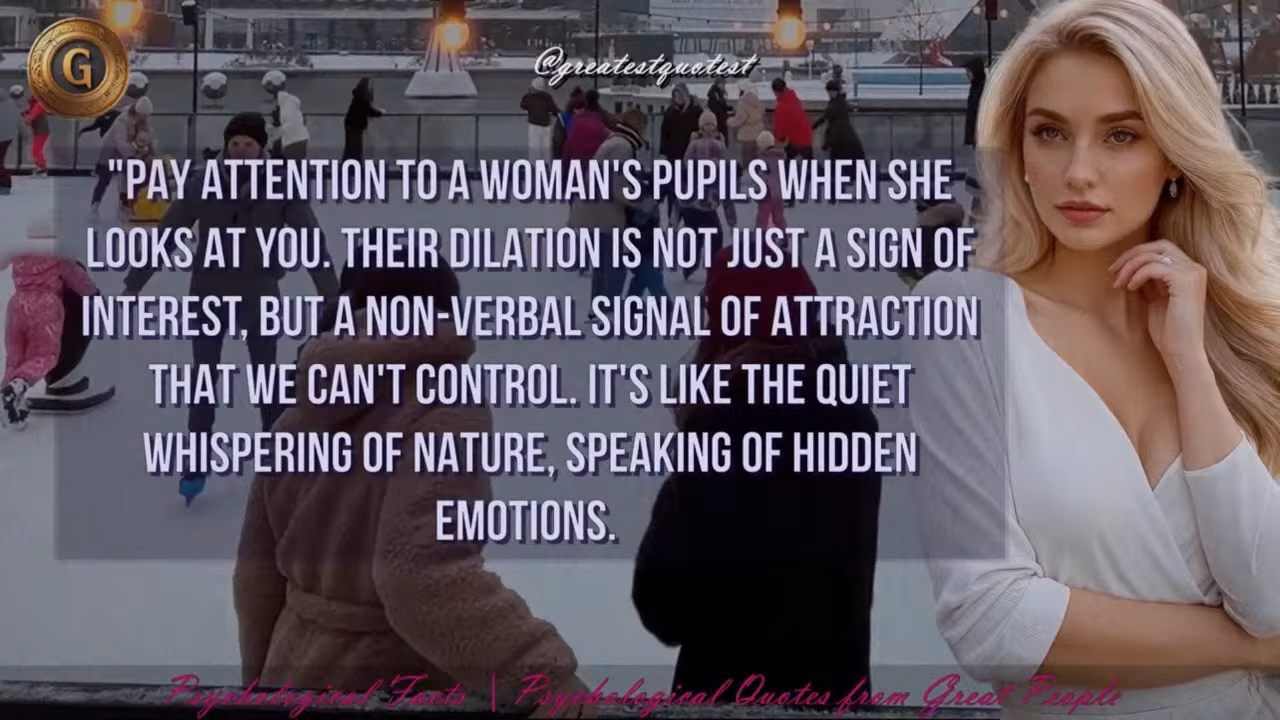 G
@greatestquotest
"PAY ATTENTION TO A WOMAN'S PUPILS WHEN SHE
LOOKS AT YOU. THEIR DILATION IS NOT JUST A SIGN OF
INTEREST, BUT A NON-VERBAL SIGNAL OF ATTRACTION
THAT WE CAN'T CONTROL. IT'S LIKE THE QUIET
WHISPERING OF NATURE, SPEAKING OF HIDDEN
EMOTIONS.
Psychological Facts | Psychological Quotes from Great People